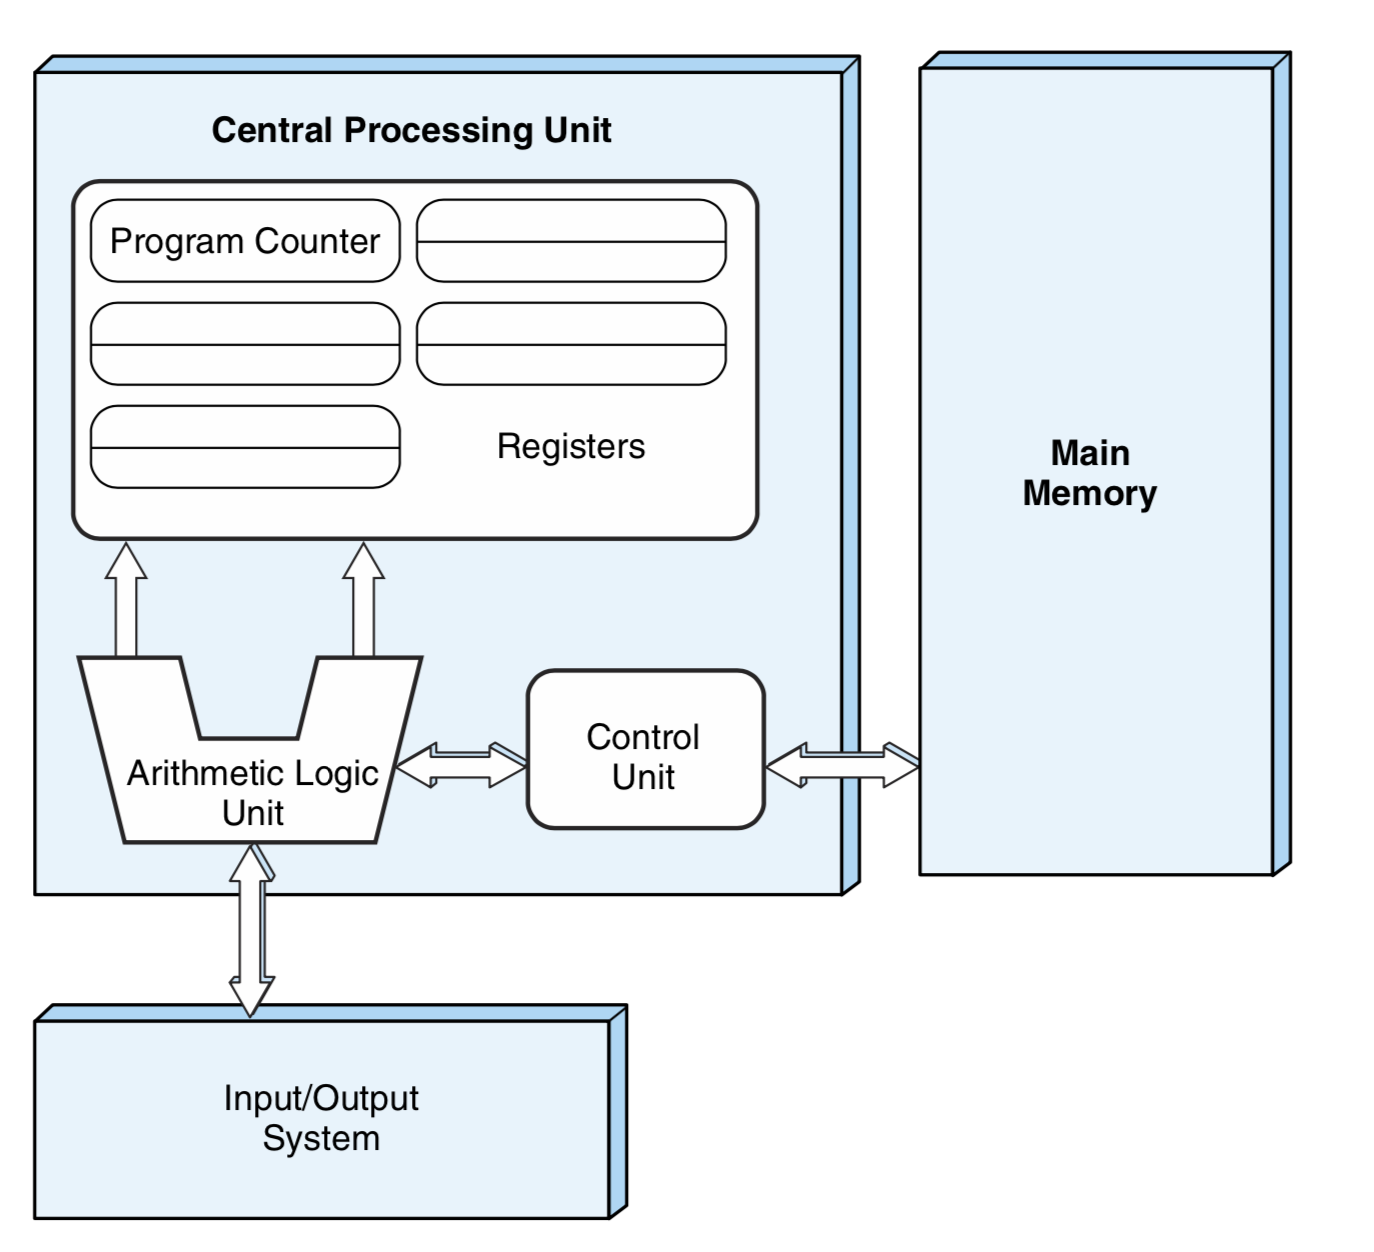 Central Processing Unit
Program Counter
Registers
Arithmetic Logic
Unit
Control
Unit
Main
Memory
Input/Output
System